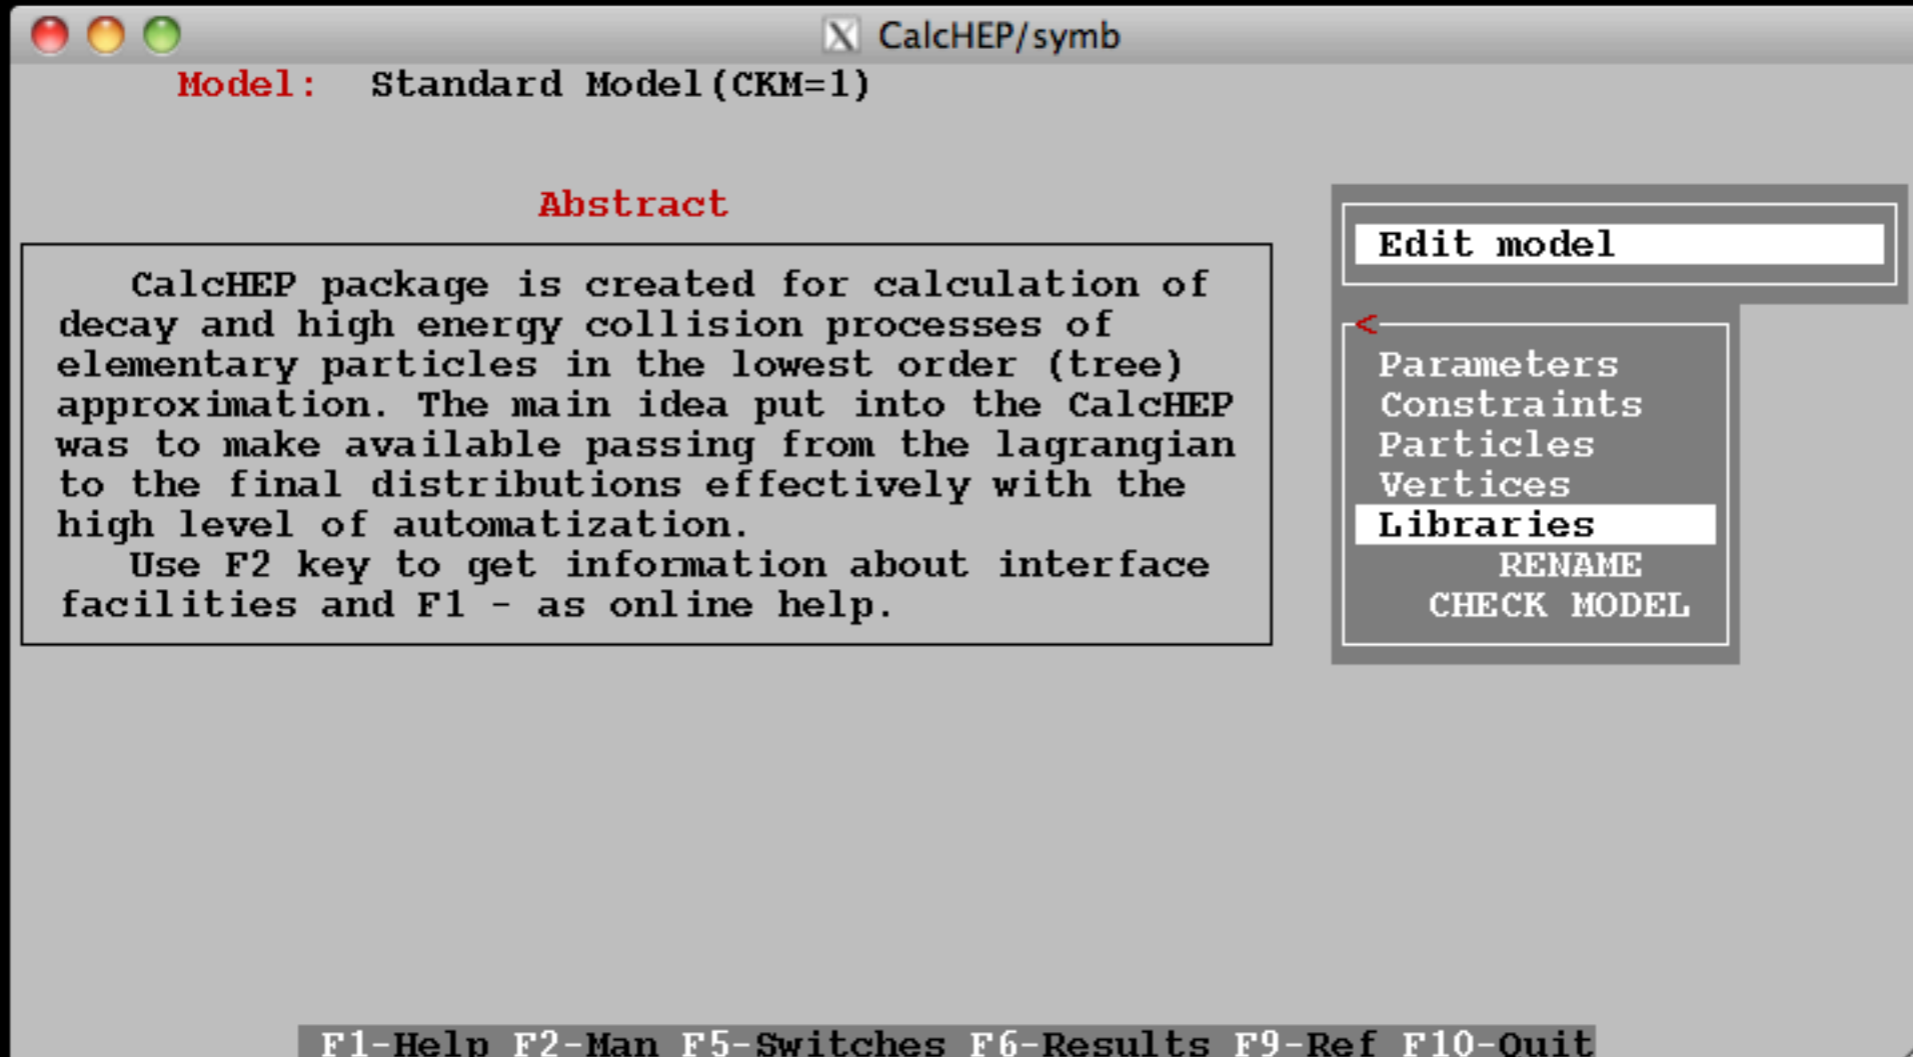 CalcHEP/symb
Model: Standard Model(CKM=1)
Abstract
CalcHEP package is created for calculation of
decay and high energy collision processes of
elementary particles in the lowest order (tree)
approximation. The main idea put into the CalcHEP
was to make available passing from the lagrangian
to the final distributions effectively with the
high level of automatization.
Use F2 key to get information about interface
facilities and F1 - as online help.
Edit model
<
Parameters
Constraints
Particles
Vertices
Libraries
RENAME
CHECK MODEL
F1-Help F2-Man F5-Switches F6-Results F9-Ref F10-Quit